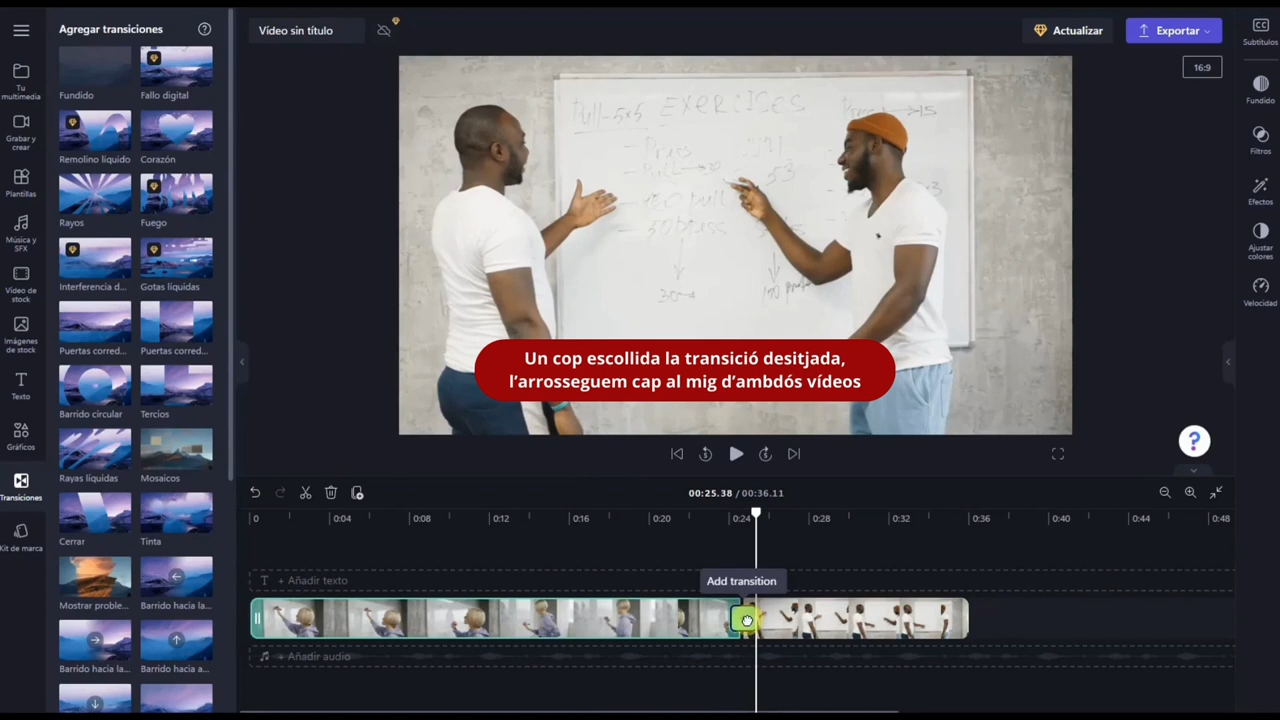 Agregar transiciones
Vídeo sin título
Actualizar
Exportar
16:9
Subtítulos
Fundido
Filtros
Efectos
Ajustar
colores
Velocidad
Tu
multimedia
Grabar y
crear
Plantillas
Música y
SFX
Vídeo de
stock
Imágenes
de stock
Texto
Gráficos
Transiciones
Kit de marca
Fundido
Fallo digital
Remolino líquido
Corazón
Rayos
Fuego
Interferencia d...
Gotas líquidas
Puertas corred...
Puertas corred...
Barrido circular
Tercios
Rayas líquidas
Mosaicos
Cerrar
Tinta
Mostrar proble...
Barrido hacia la...
Barrido hacia la...
Barrido hacia a...
EXERCISES
Pull-5x5
Press
30
Un cop escollida la transició desitjada,
l'arrosseguem cap al mig d'ambdós vídeos
5
5
?
00:25.38 / 00:36.11
0 0:04 0:08 0:12 0:16 0:20 0:24 0:28 0:32 0:36 0:40 0:44 0:48
Add transition
T + Añadir texto
+ Añadir audio